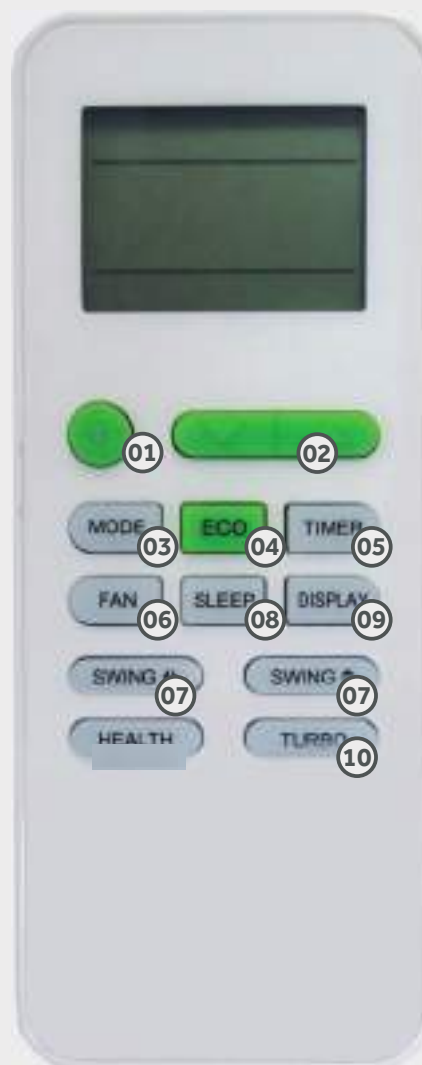 01 02
MODE 03 ECO 04 TIMER 05
FAN 06 SLEEP 08 DISPLAY 09
SWING 07 SWING 07
HEALTH TURBO 10